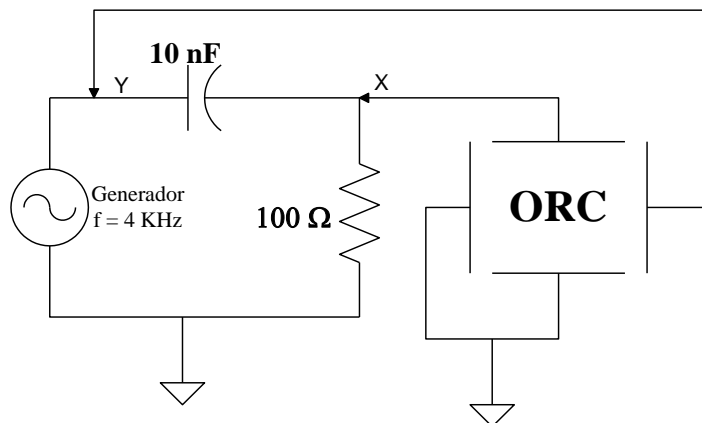 10 nF
Y
X
Generador
f = 4 KHz
100 Ω
ORC